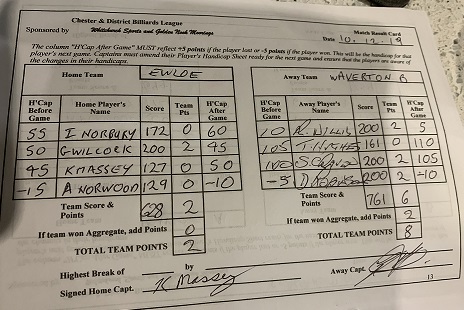 Chester & District Billiards League
Sponsored by Whitchurch Sports and Golden Nush Marriage Match Result Card
Date 10.12.19
The column "H'Cap After Game" MUST reflect +5 points if the player lost or -5 points if the player won. This will be the handicap for that
player's next game. Captains must amend their Player's Handicap Sheet ready for the next game and ensure that the players are aware of
the changes in their handicaps.
Home Team EWLOE Away Team WAVERTON B
H'Cap Before Game Home Player's Name Score Team Pts H'Cap After Game
55 I NORBURY 172 0 60
50 G WILLOCK 200 2 45
45 K MASSEY 127 0 50
-15 A NORWOOD 129 0 -10
Team Score & Points 628 2
If team won Aggregate, add Points 0
TOTAL TEAM POINTS 2
H'Cap Before Game Away Player's Name Score Team Pts H'Cap After Game
10 R. WILLIS 200 2 5
105 T. 161 0 110
S. 200 2 105
-5 D 200 2 -10
Team Score & Points 761 6
If team won Aggregate, add Points 2
TOTAL TEAM POINTS 8
Highest Break of by
Signed Home Capt. K Massey Away Capt.
13